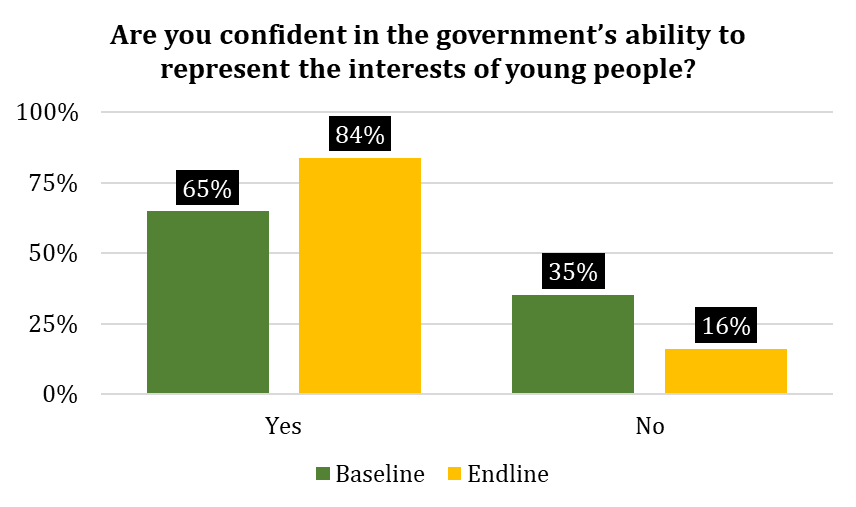 Are you confident in the government’s ability to
represent the interests of young people?
100%
84%
75%
65%
50%
35%
25%
16%
0%
Yes
No
Baseline
Endline